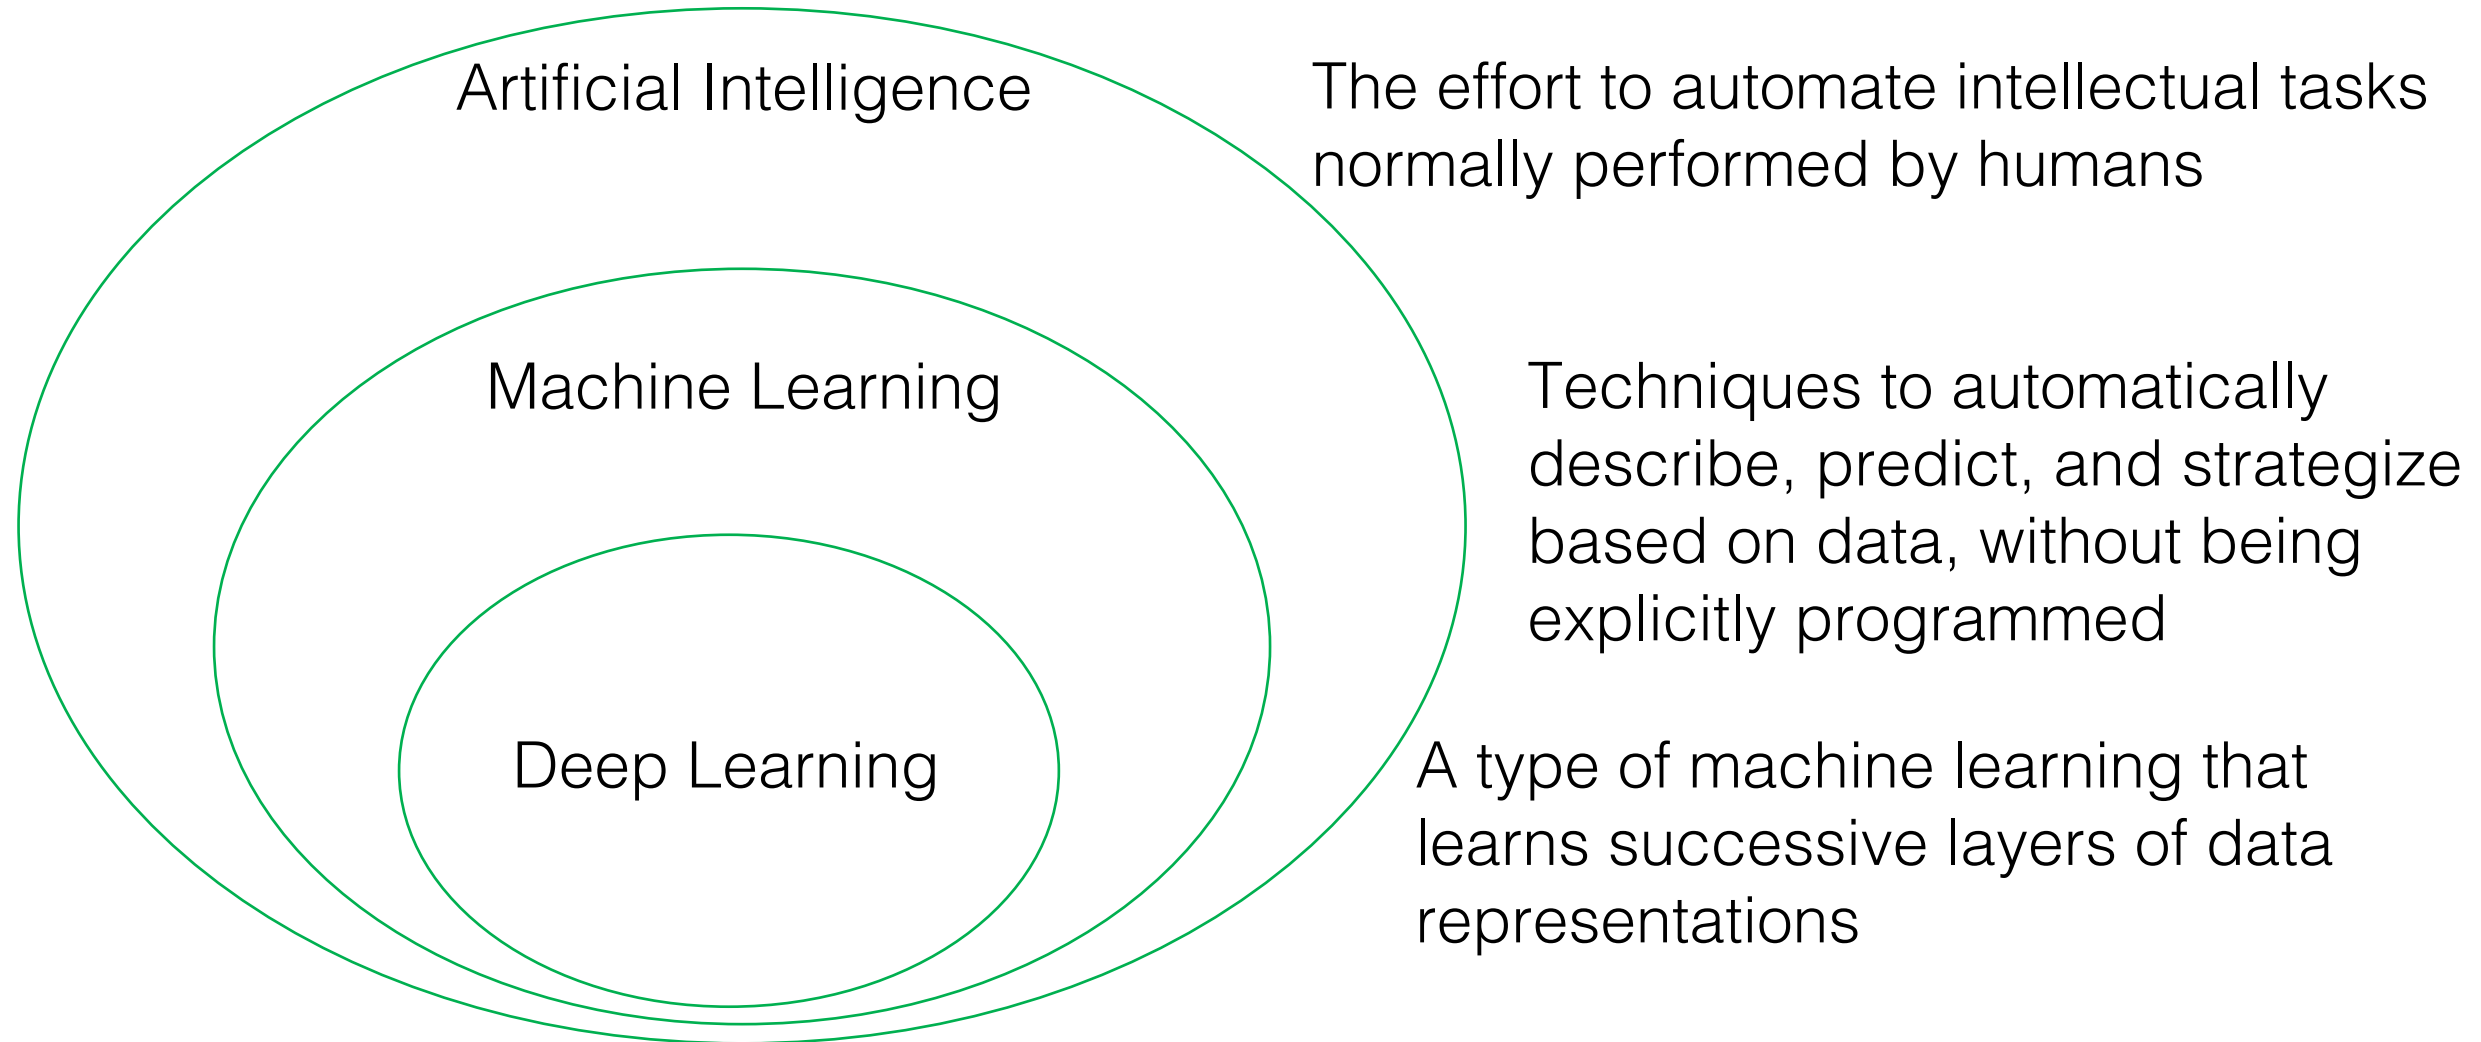 Artificial Intelligence
The effort to automate intellectual tasks
normally performed by humans
Machine Learning
Techniques to automatically
describe, predict, and strategize
based on data, without being
explicitly programmed
Deep Learning
A type of machine learning that
learns successive layers of data
representations